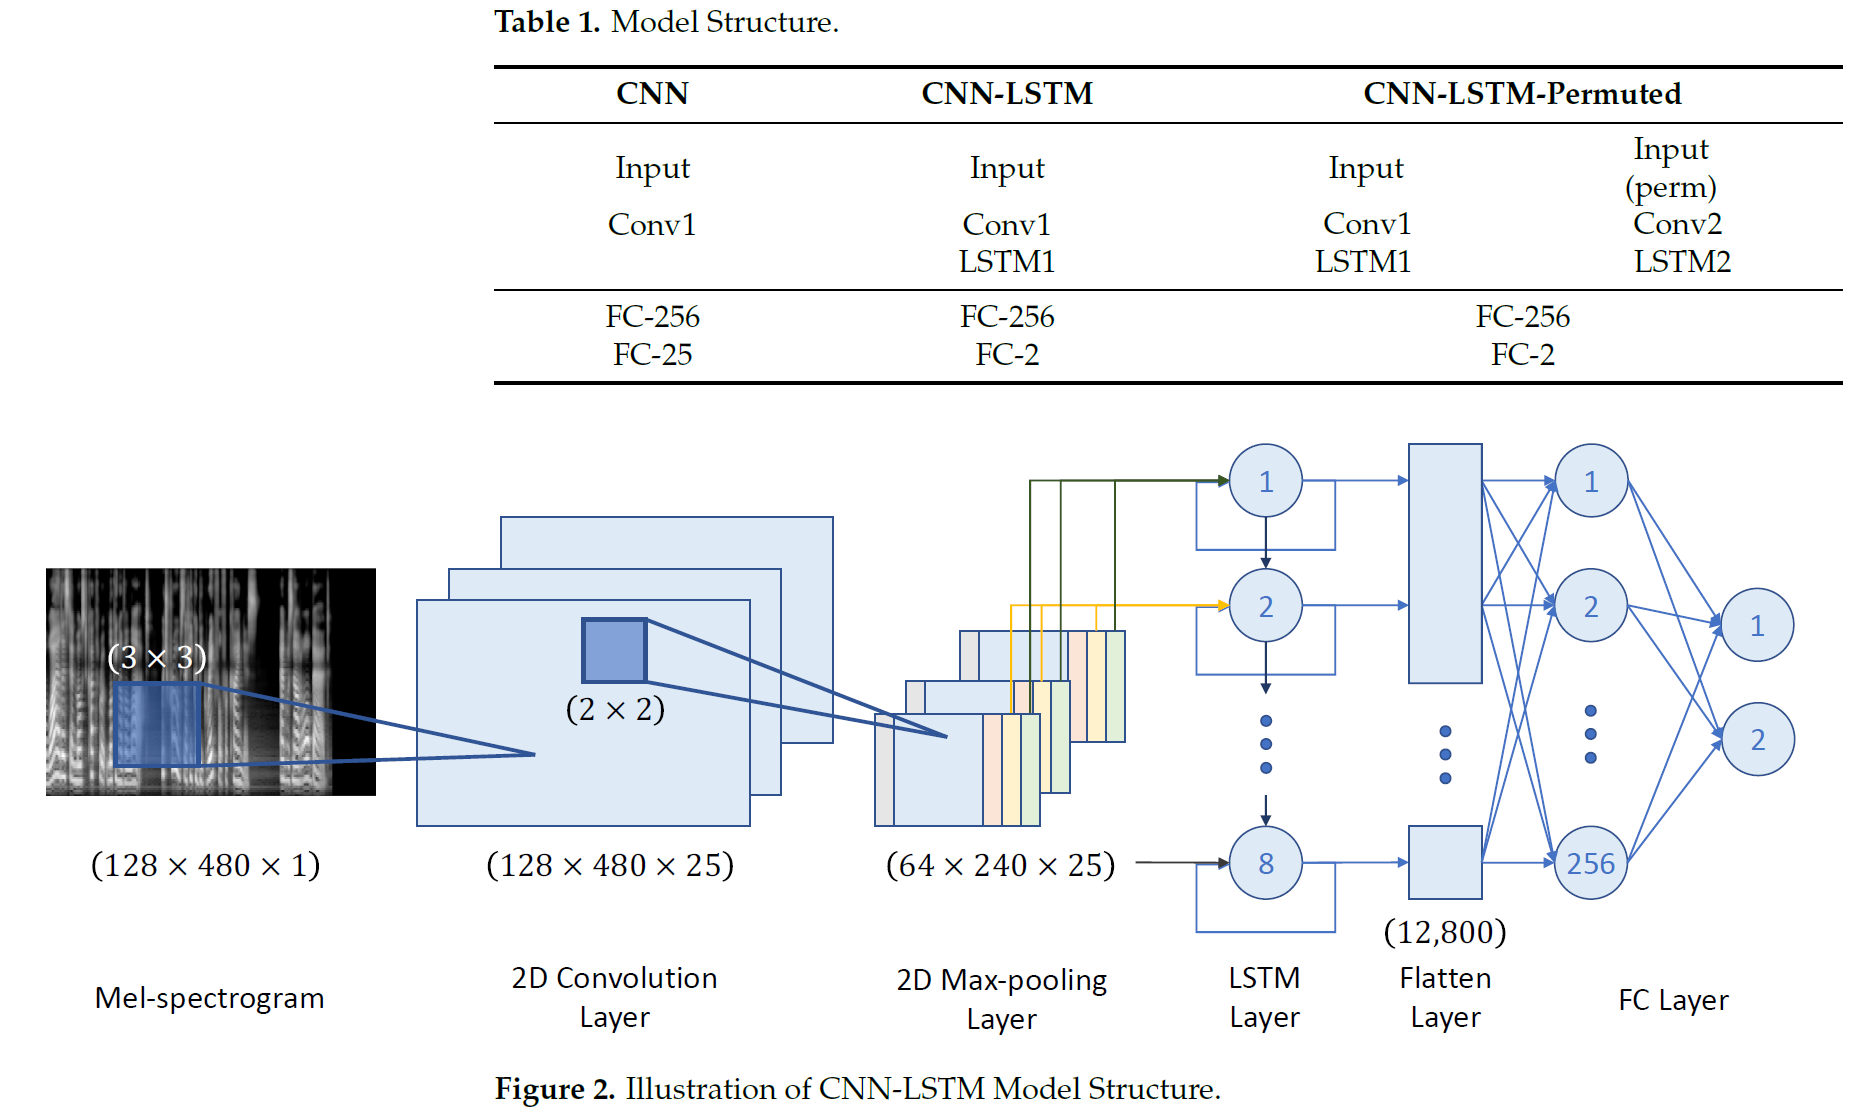 Table 1. Model Structure.
CNN CNN-LSTM CNN-LSTM-Permuted
Input Input Input Input (perm)
Conv1 Conv1 Conv1 Conv2
LSTM1 LSTM1 LSTM2
FC-256 FC-256 FC-256
FC-25 FC-2 FC-2
(3 × 3)
(2 × 2)
1
2
8
1
2
256
1
2
(128 × 480 × 1) (128 × 480 × 25) (64 × 240 × 25)
(12,800)
Mel-spectrogram
2D Convolution
Layer
2D Max-pooling
Layer
LSTM
Layer
Flatten
Layer
FC Layer
Figure 2. Illustration of CNN-LSTM Model Structure.